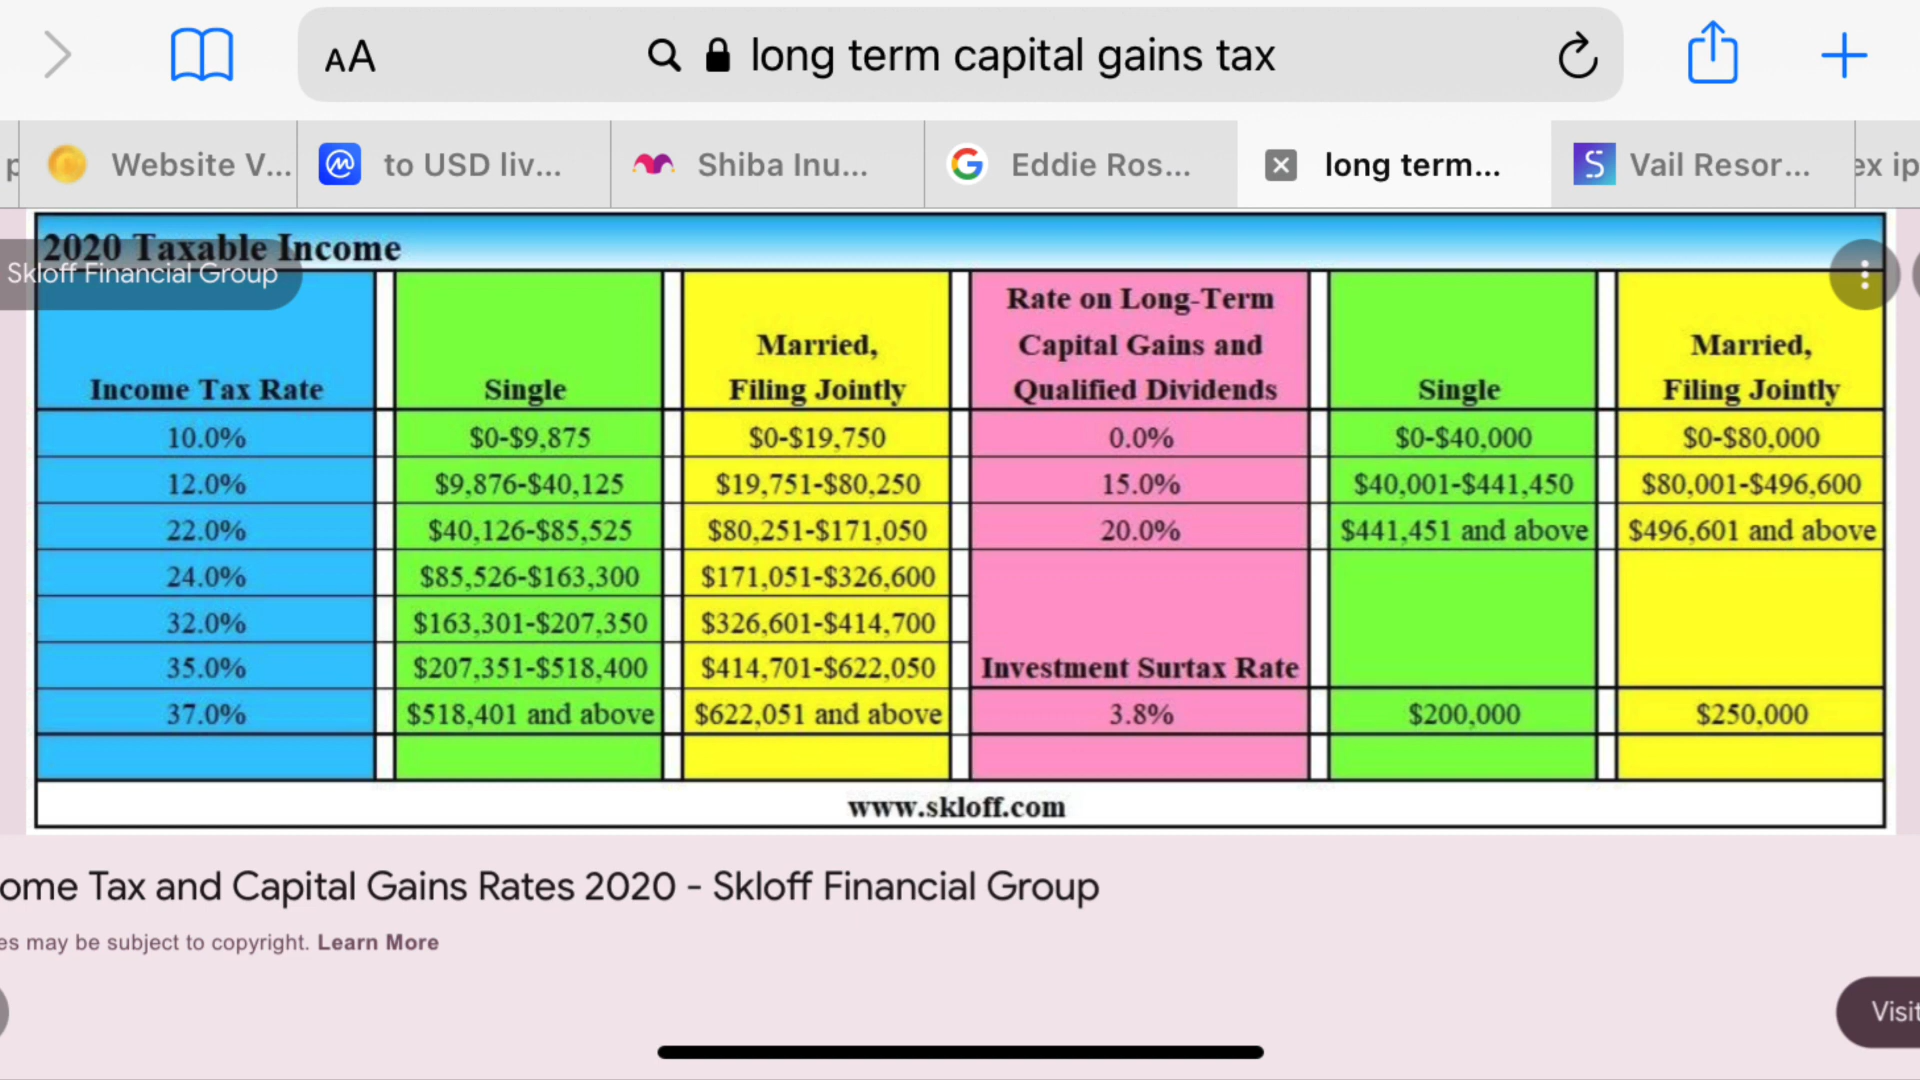 AA long term capital gains tax
p Website V... to USD liv... Shiba Inu... Eddie Ros... long term... Vail Resor... ex ip
2020 Taxable Income
Skloff Financial Group
Income Tax Rate Single Married, Filing Jointly Rate on Long-Term Capital Gains and Qualified Dividends Single Married, Filing Jointly
10.0% $0-$9,875 $0-$19,750 0.0% $0-$40,000 $0-$80,000
12.0% $9,876-$40,125 $19,751-$80,250 15.0% $40,001-$441,450 $80,001-$496,600
22.0% $40,126-$85,525 $80,251-$171,050 20.0% $441,451 and above $496,601 and above
24.0% $85,526-$163,300 $171,051-$326,600
32.0% $163,301-$207,350 $326,601-$414,700
35.0% $207,351-$518,400 $414,701-$622,050 Investment Surtax Rate
37.0% $518,401 and above $622,051 and above 3.8% $200,000 $250,000
www.skloff.com
ome Tax and Capital Gains Rates 2020 - Skloff Financial Group
es may be subject to copyright. Learn More
Visit